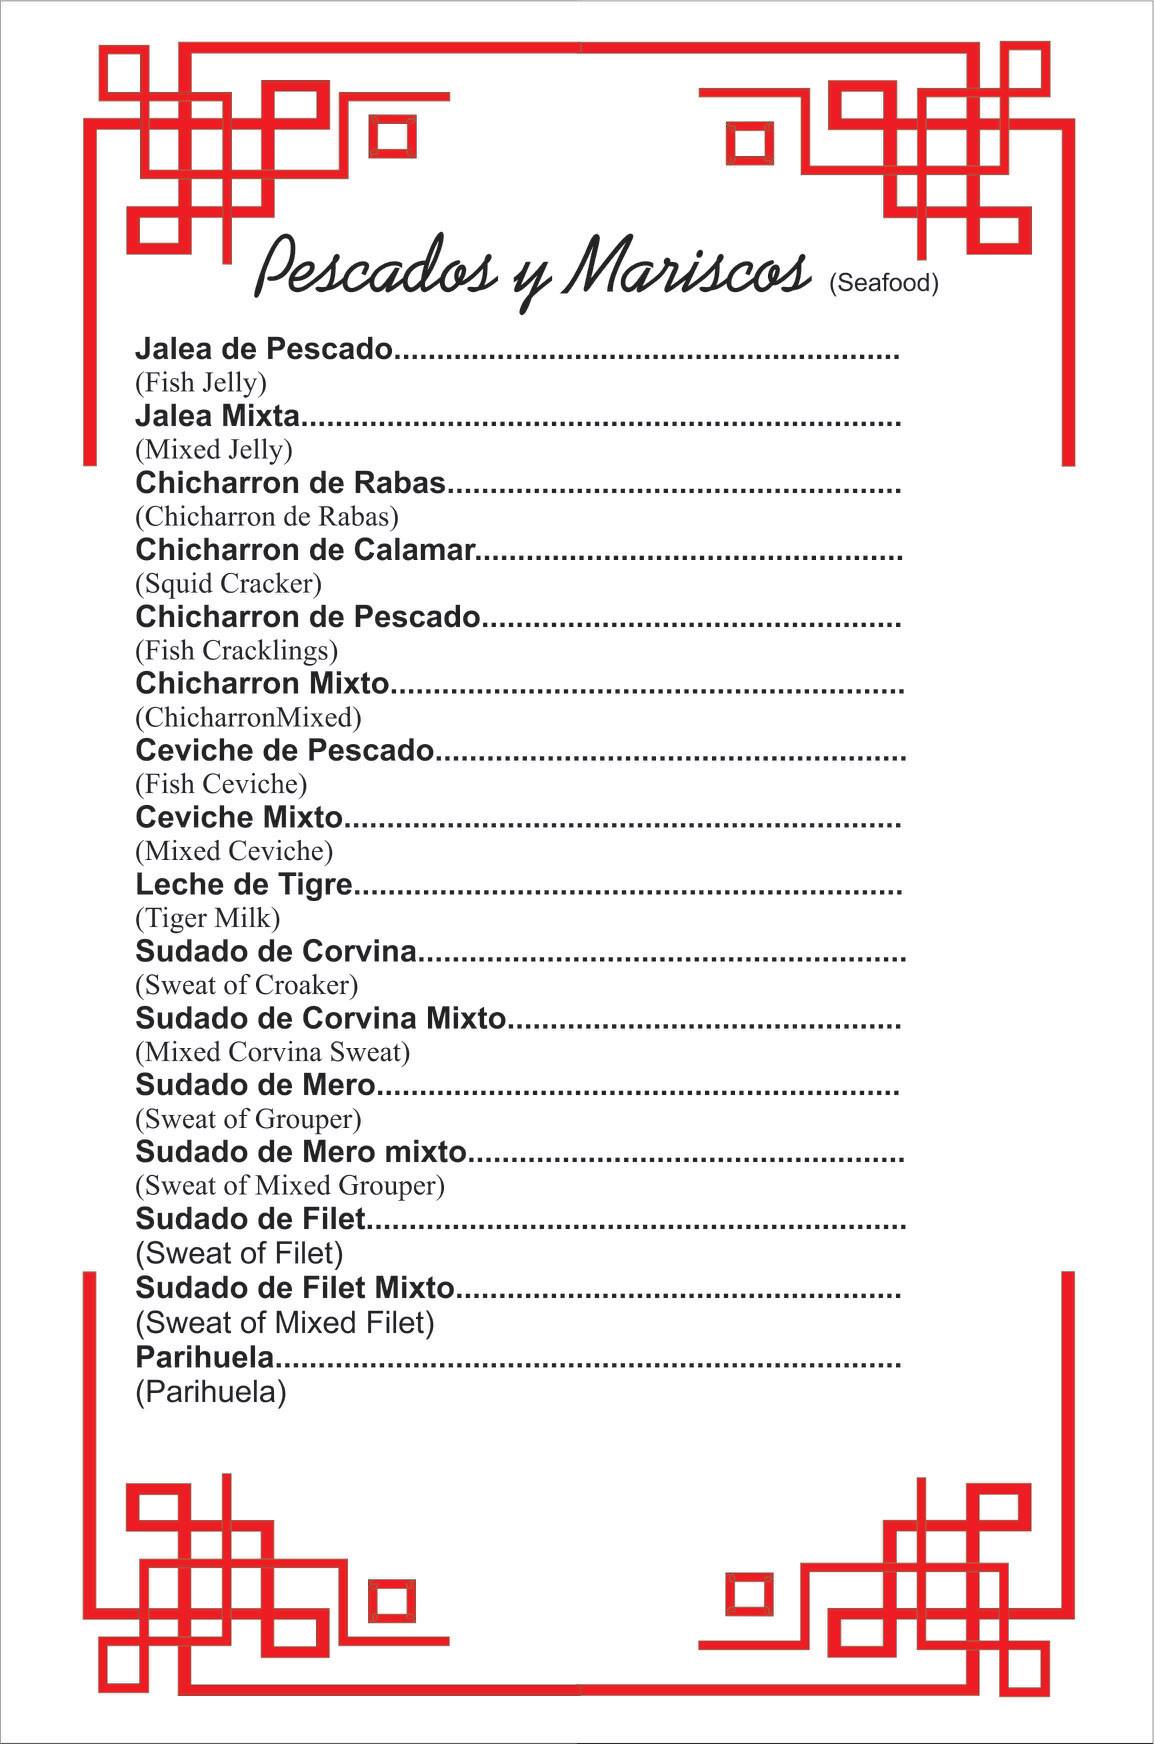 Pescados y Mariscos (Seafood)
Jalea de Pescado...........................................................
(Fish Jelly)
Jalea Mixta......................................................................
(Mixed Jelly)
Chicharron de Rabas.....................................................
(Chicharron de Rabas)
Chicharron de Calamar..................................................
(Squid Cracker)
Chicharron de Pescado.................................................
(Fish Cracklings)
Chicharron Mixto............................................................
(ChicharronMixed)
Ceviche de Pescado.......................................................
(Fish Ceviche)
Ceviche Mixto.................................................................
(Mixed Ceviche)
Leche de Tigre................................................................
(Tiger Milk)
Sudado de Corvina.........................................................
(Sweat of Croaker)
Sudado de Corvina Mixto..............................................
(Mixed Corvina Sweat)
Sudado de Mero.............................................................
(Sweat of Grouper)
Sudado de Mero mixto...................................................
(Sweat of Mixed Grouper)
Sudado de Filet...............................................................
(Sweat of Filet)
Sudado de Filet Mixto....................................................
(Sweat of Mixed Filet)
Parihuela.........................................................................
(Parihuela)